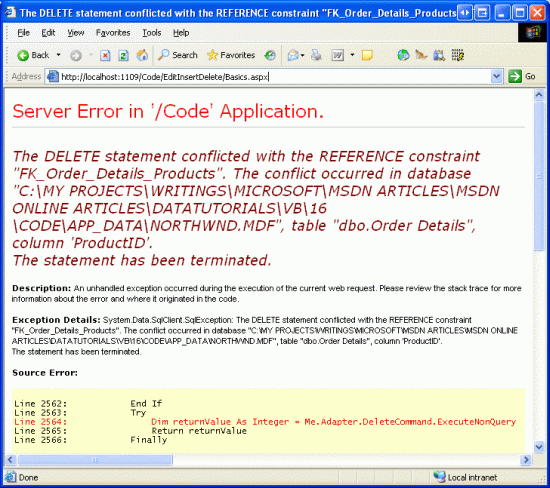 The DELETE statement conflicted with the REFERENCE constraint "FK_Order_Details_Products
File Edit View Favorites Tools Help
Back Search Favorites
Address http://localhost:1109/Code/EditInsertDelete/Basics.aspx Go
Server Error in '/Code' Application.
The DELETE statement conflicted with the REFERENCE constraint
"FK_Order_Details_Products". The conflict occurred in database
"C:\MY PROJECTS\WRITINGS\MICROSOFT\MSDN ARTICLES\MSDN
ONLINE ARTICLES\DATATUTORIALS\VB\16
\CODE\APP_DATA\NORTHWND.MDF", table "dbo.Order Details",
column 'ProductID'.
The statement has been terminated.
Description: An unhandled exception occurred during the execution of the current web request. Please review the stack trace for more
information about the error and where it originated in the code.
Exception Details: System.Data.SqlClient.SqlException: The DELETE statement conflicted with the REFERENCE constraint
"FK_Order_Details_Products". The conflict occurred in database "C:\MY PROJECTS\WRITINGS\MICROSOFT\MSDN ARTICLES\MSDN ONLINE
ARTICLES\DATATUTORIALS\VB\16\CODE\APP_DATA\NORTHWND.MDF", table "dbo.Order Details", column 'ProductID'.
The statement has been terminated.
Source Error:
Line 2562: End If
Line 2563: Try
Line 2564: Dim returnValue As Integer = Me.Adapter.DeleteCommand.ExecuteNonQuery
Line 2565: Return returnValue
Line 2566: Finally
Done Local intranet